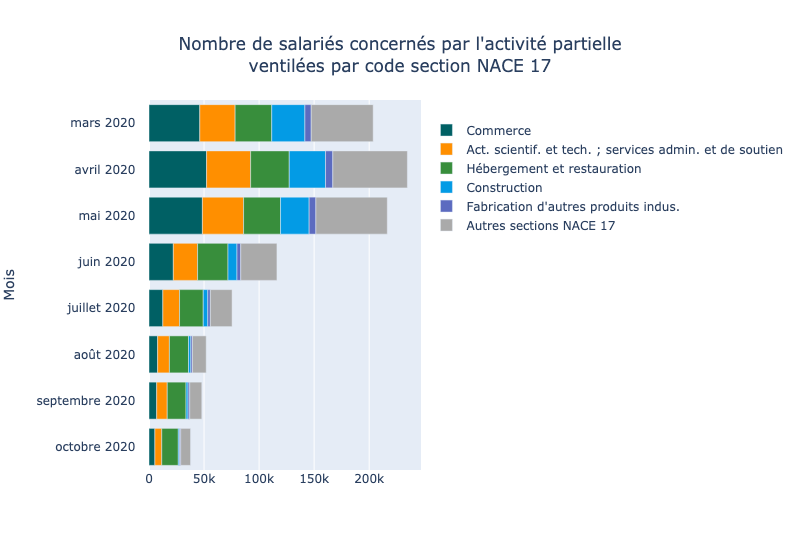 Nombre de salariés concernés par l'activité partielle
ventilées par code section NACE 17
mars 2020
avril 2020
mai 2020
juin 2020
juillet 2020
août 2020
septembre 2020
octobre 2020
Mois
0
50k
100k
150k
200k
Commerce
Act. scientif. et tech. ; services admin. et de soutien
Hébergement et restauration
Construction
Fabrication d'autres produits indus.
Autres sections NACE 17